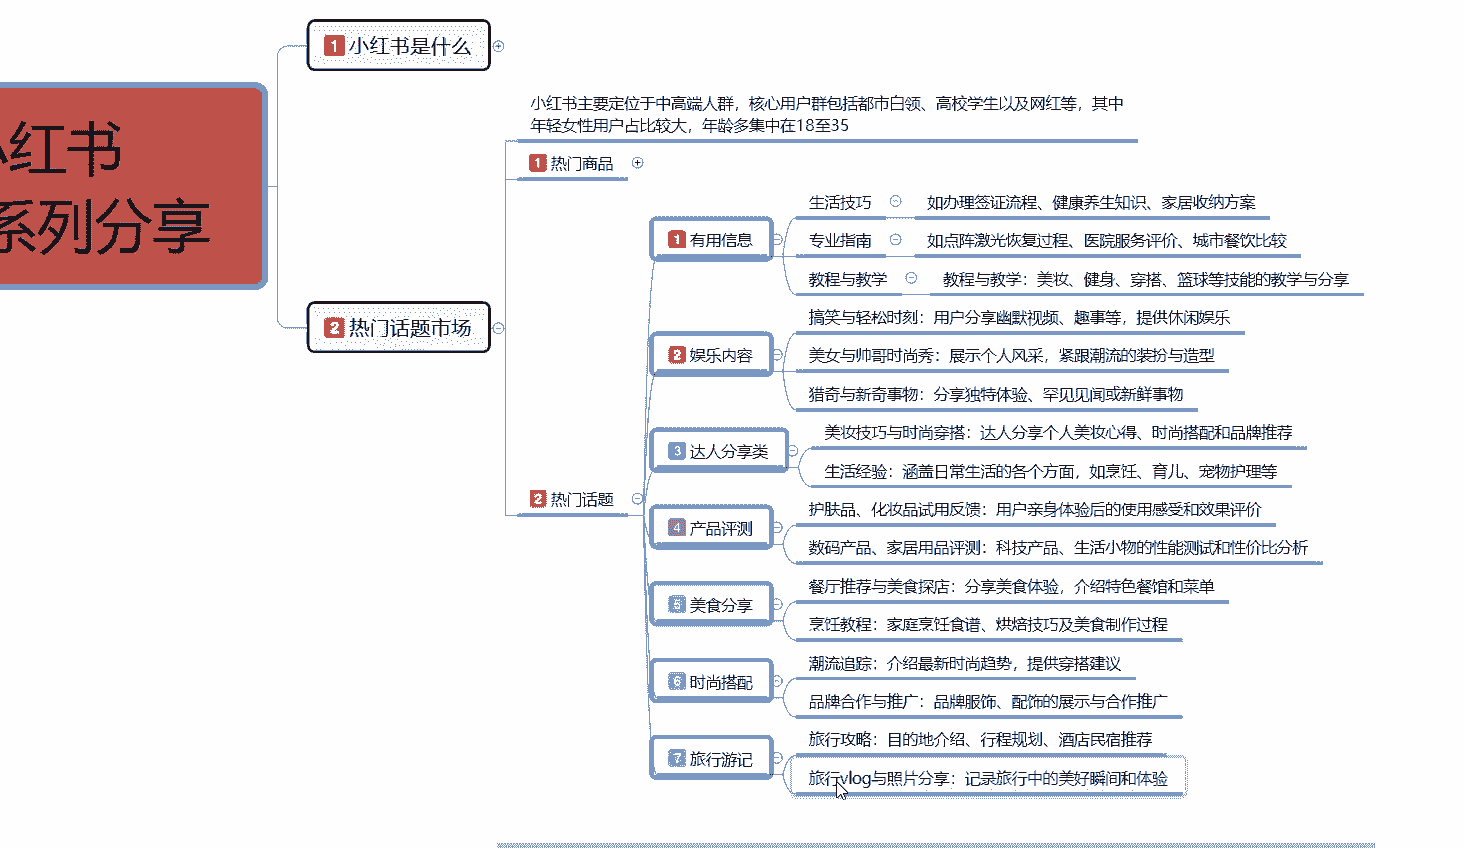 1 小红书是什么
小红书主要定位于中高端人群，核心用户群包括都市白领、高校学生以及网红等，其中
年轻女性用户占比较大，年龄多集中在18至35
小红书
系列分享
1 热门商品
生活技巧
如办理签证流程、健康养生知识、家居收纳方案
1 有用信息
专业指南
如点阵激光恢复过程、医院服务评价、城市餐饮比较
教程与教学
教程与教学：美妆、健身、穿搭、篮球等技能的教学与分享
2 热门话题市场
搞笑与轻松时刻：用户分享幽默视频、趣事等，提供休闲娱乐
2 娱乐内容
美女与帅哥时尚秀：展示个人风采，紧跟潮流的装扮与造型
猎奇与新奇事物：分享独特体验、罕见见闻或新鲜事物
3 达人分享类
美妆技巧与时尚穿搭：达人分享个人美妆心得、时尚搭配和品牌推荐
生活经验：涵盖日常生活的各个方面，如烹饪、育儿、宠物护理等
2 热门话题
4 产品评测
护肤品、化妆品试用反馈：用户亲身体验后的使用感受和效果评价
数码产品、家居用品评测：科技产品、生活小物的性能测试和性价比分析
5 美食分享
餐厅推荐与美食探店：分享美食体验，介绍特色餐馆和菜单
烹饪教程：家庭烹饪食谱、烘焙技巧及美食制作过程
6 时尚搭配
潮流追踪：介绍最新时尚趋势，提供穿搭建议
品牌合作与推广：品牌服饰、配饰的展示与合作推广
7 旅行游记
旅行攻略：目的地介绍、行程规划、酒店民宿推荐
旅行vlog与照片分享：记录旅行中的美好瞬间和体验